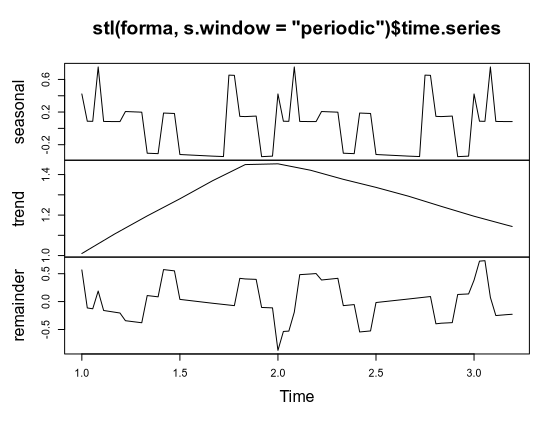 stl(forma, s.window = "periodic")$time.series
seasonal
-0.2 0.2 0.6
trend
1.0 1.2 1.4
remainder
-0.5 0.0 0.5
1.0 1.5 2.0 2.5 3.0
Time